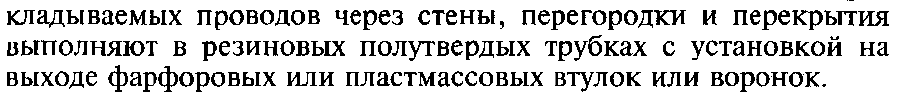 кладываемых проводов через стены, перегородки и перекрытия
выполняют в резиновых полутвердых трубках с установкой на
выходе фарфоровых или пластмассовых втулок или воронок.